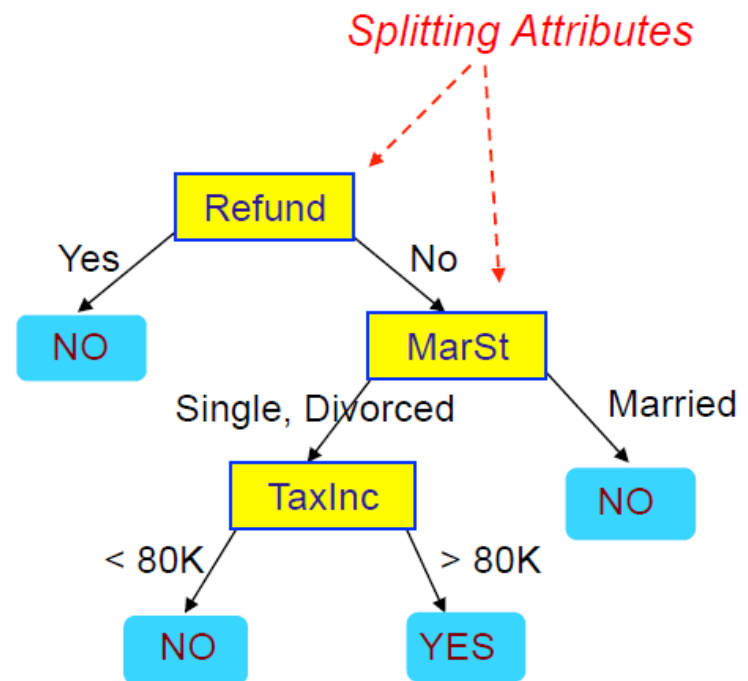 Splitting Attributes
Refund
Yes
No
NO
MarSt
Single, Divorced
Married
TaxInc
NO
< 80K
> 80K
NO
YES